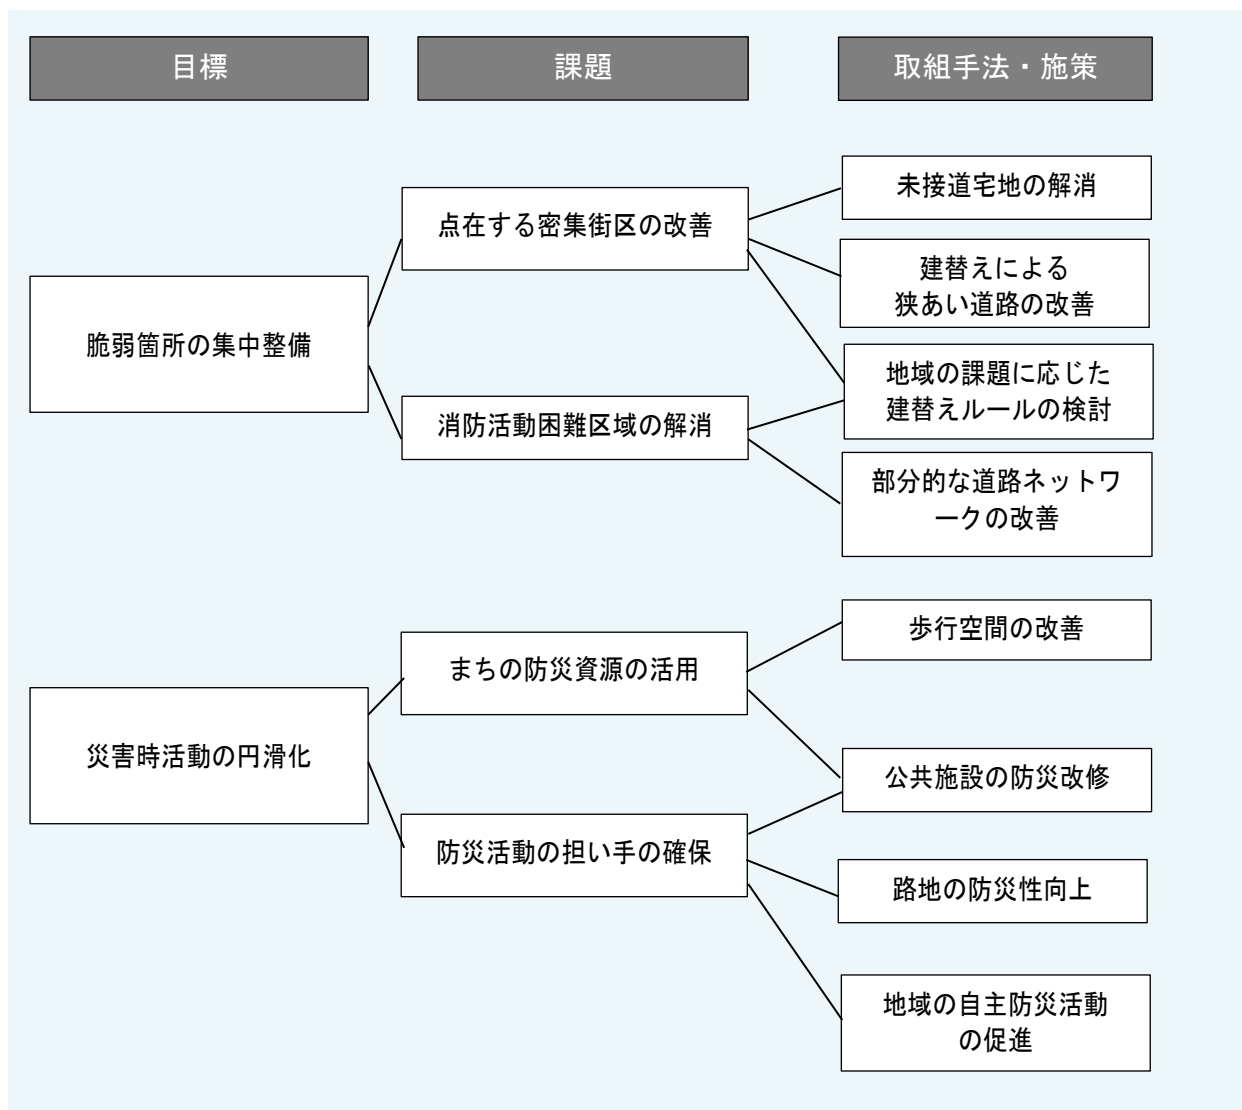 目標
課題
取組手法・施策
脆弱箇所の集中整備
点在する密集街区の改善
消防活動困難区域の解消
未接道宅地の解消
建替えによる
狭あい道路の改善
地域の課題に応じた
建替えルールの検討
部分的な道路ネットワ
ークの改善
災害時活動の円滑化
まちの防災資源の活用
防災活動の担い手の確保
歩行空間の改善
公共施設の防災改修
路地の防災性向上
地域の自主防災活動
の促進